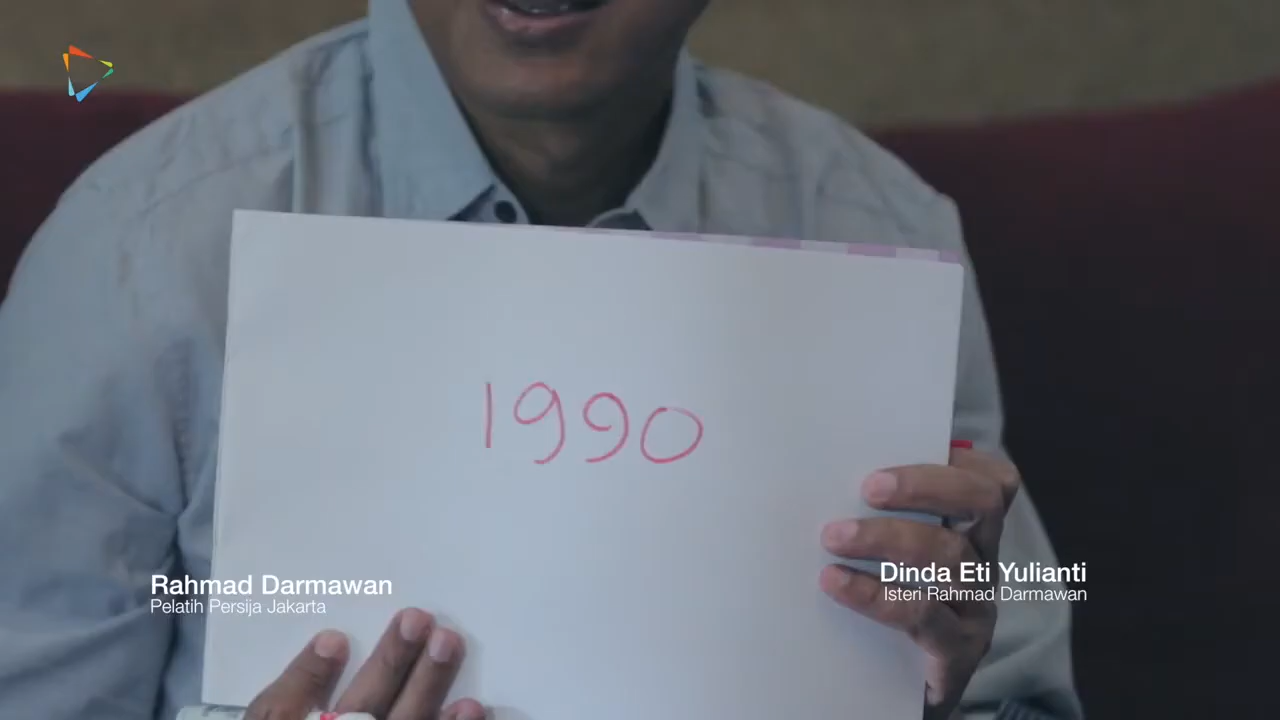 1990
Rahmad Darmawan
Pelatih Persija Jakarta
Dinda Eti Yulianti
Isteri Rahmad Darmawan